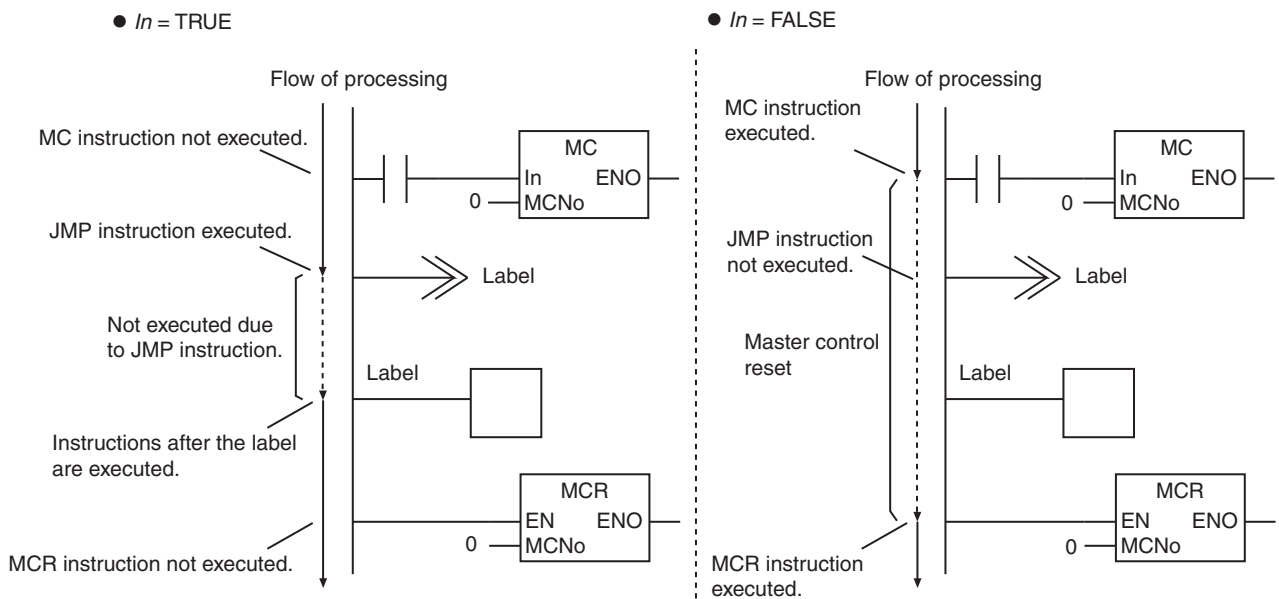 ● In = TRUE
Flow of processing
MC instruction not executed.
MC
In ENO
0 MCNo
JMP instruction executed.
Label
Not executed due
to JMP instruction.
Label
Instructions after the label
are executed.
MCR
EN ENO
0 MCNo
MCR instruction not executed.
● In = FALSE
Flow of processing
MC instruction
executed.
MC
In ENO
0 MCNo
JMP instruction
not executed.
Label
Master control
reset
Label
MCR
EN ENO
0 MCNo
MCR instruction
executed.